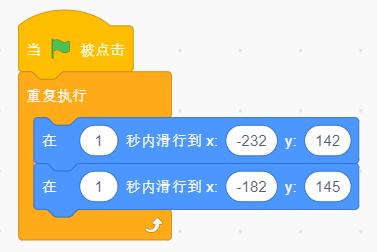 当 被点击
重复执行
在 1 秒内滑行到 x: -232 y: 142
在 1 秒内滑行到 x: -182 y: 145